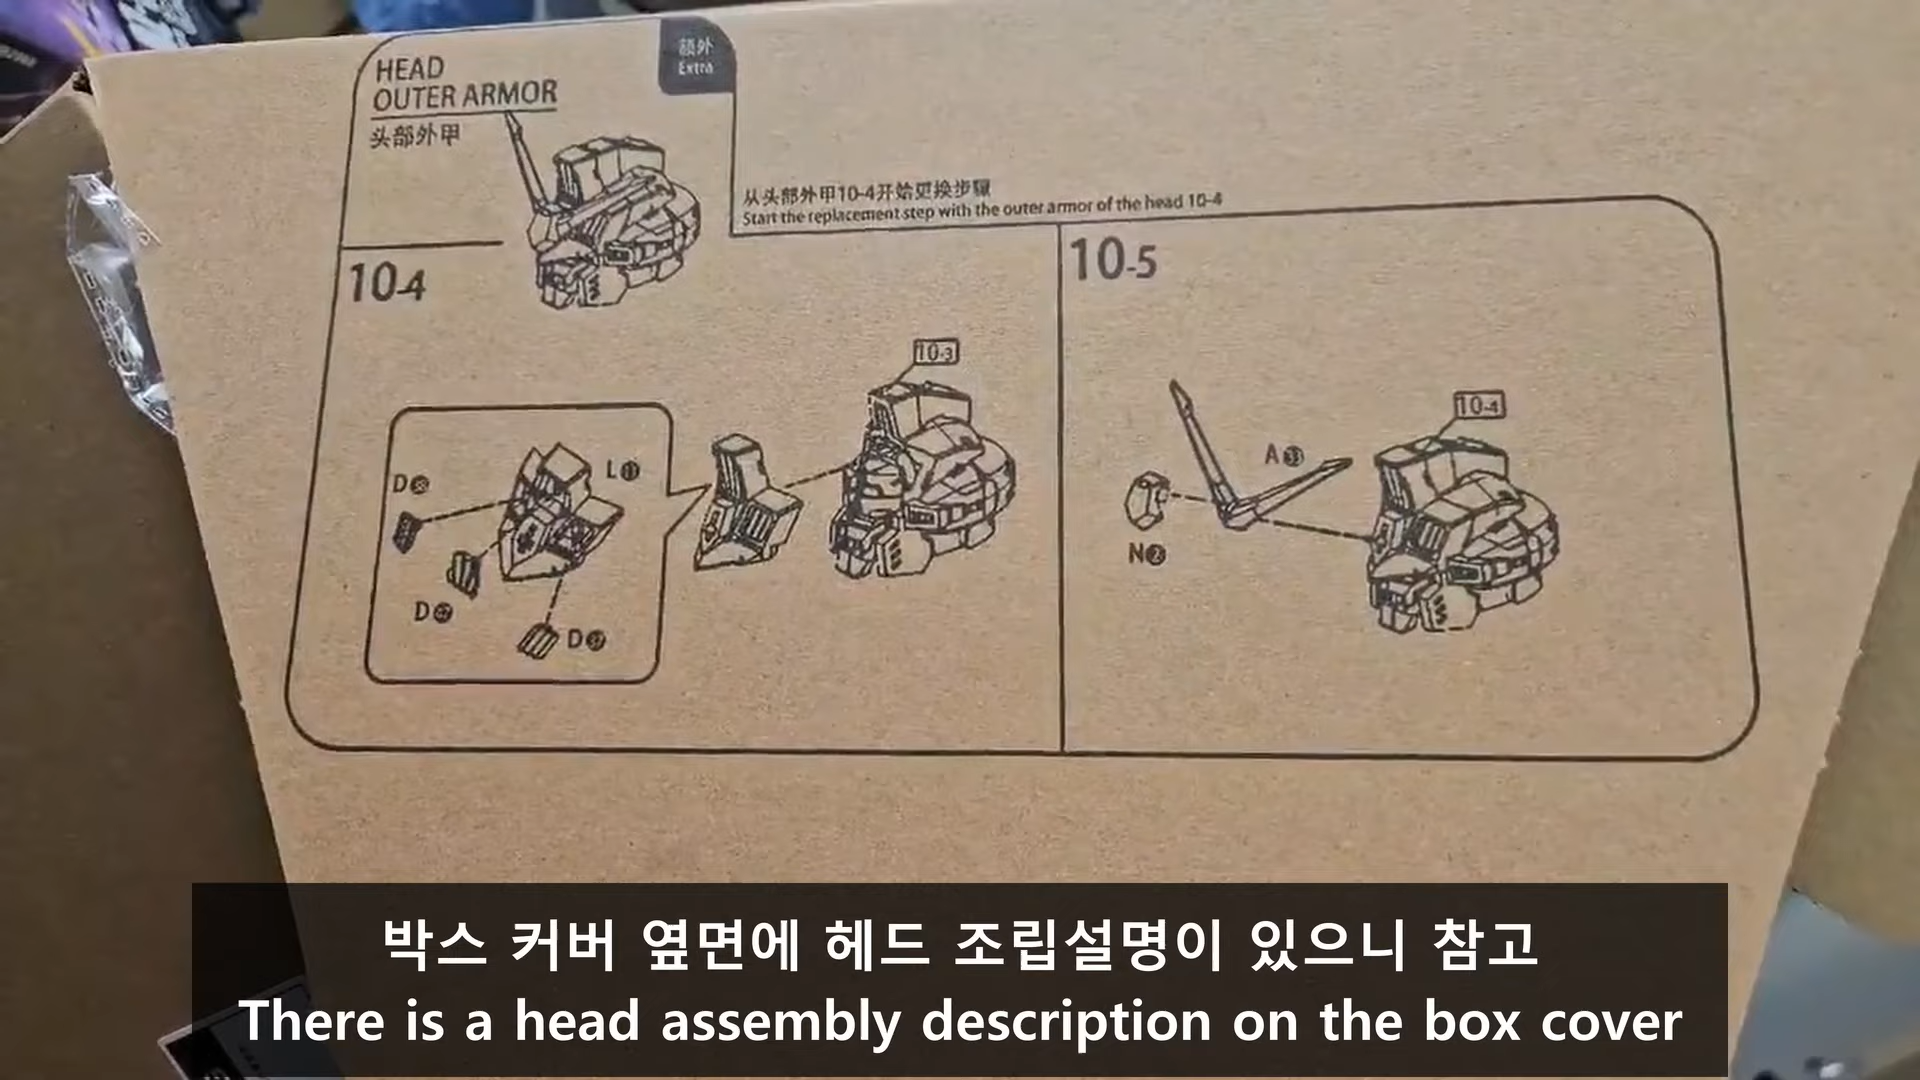 HEAD
OUTER ARMOR
头部外甲
额外
Extra
从头部外甲10-4开始更换步骤
Start the replacement step with the outer armor of the head 10-4
10-4
10-5
10-3
10-4
L
D
D
D
A
N
박스 커버 옆면에 헤드 조립설명이 있으니 참고
There is a head assembly description on the box cover